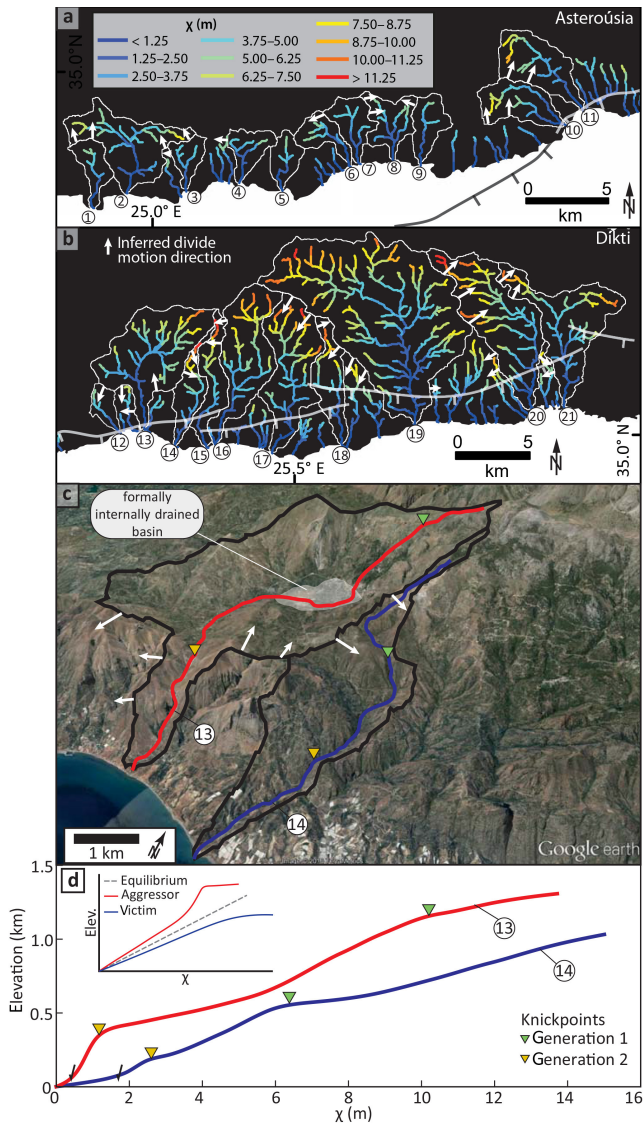 a
Asteroúsia
35.0° N
χ (m)
< 1.25
1.25–2.50
2.50–3.75
3.75–5.00
5.00–6.25
6.25–7.50
7.50–8.75
8.75–10.00
10.00–11.25
> 11.25
1
2
3
4
5
6
7
8
9
10
11
25.0° E
0
5
km
N
b
Inferred divide
motion direction
Díkti
12
13
14
15
16
17
18
19
20
21
25.5° E
35.0° N
0
5
km
N
c
formally
internally drained
basin
13
14
1 km
N
Google earth
d
Equilibrium
Aggressor
Victim
Elev.
χ
13
14
Knickpoints
Generation 1
Generation 2
Elevation (km)
1.5
1.0
0.5
0
0
2
4
6
8
10
12
14
16
χ (m)